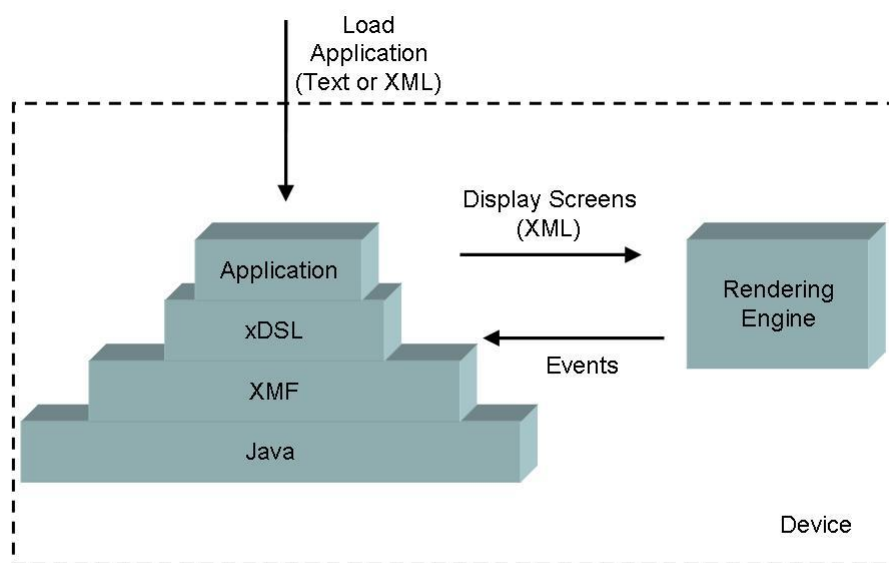 Load
Application
(Text or XML)
Display Screens
(XML)
Application
Rendering
Engine
xDSL
Events
XMF
Java
Device